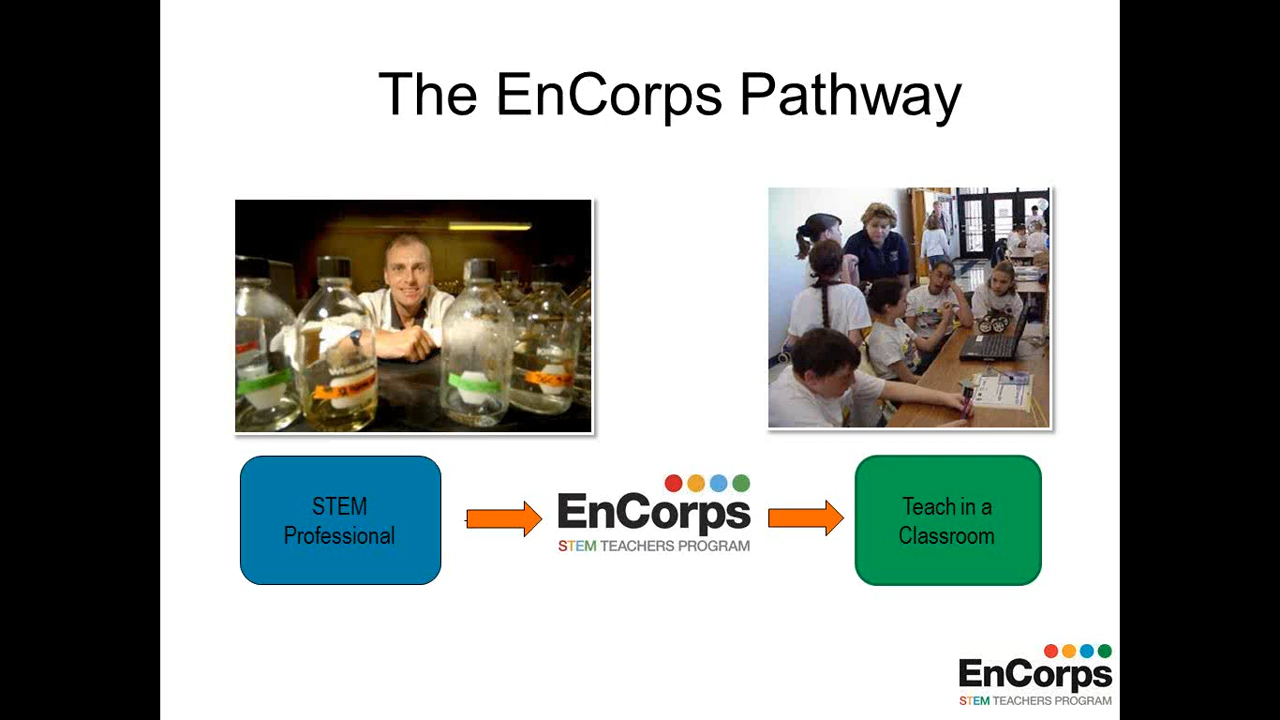 The EnCorps Pathway
STEM
Professional
EnCorps
STEM TEACHERS PROGRAM
Teach in a
Classroom
EnCorps
STEM TEACHERS PROGRAM